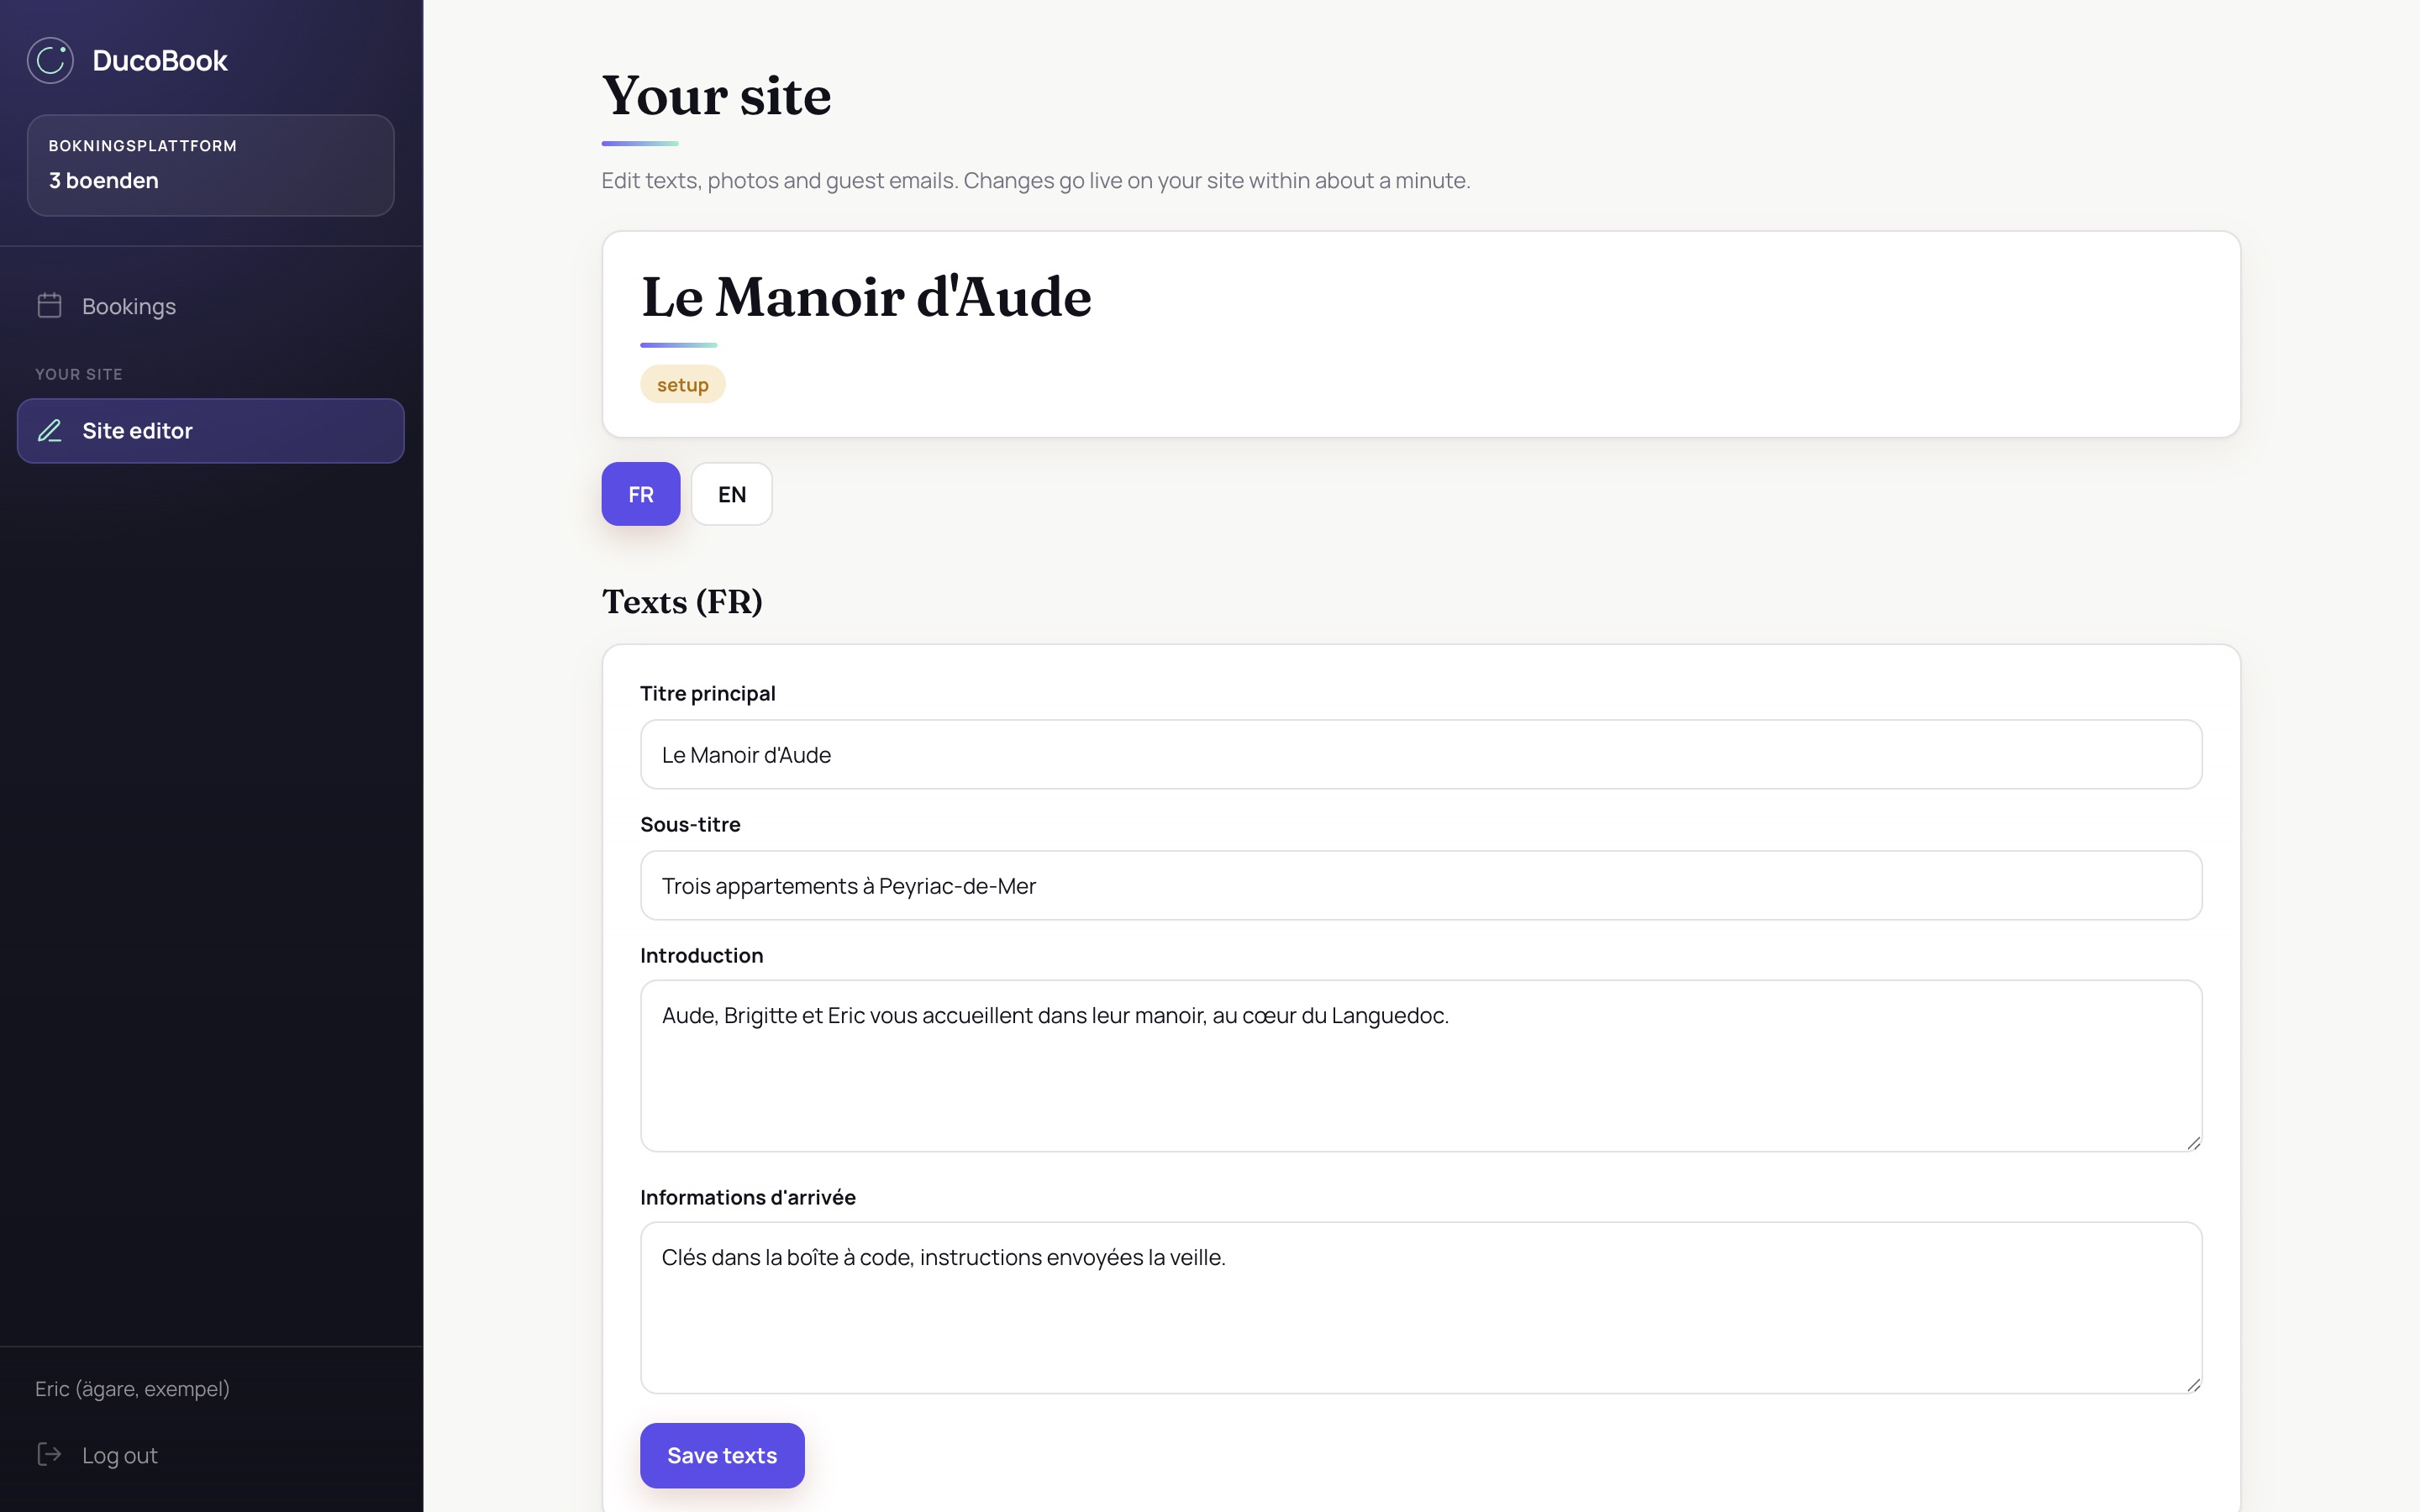 DucoBook
BOKNINGSPLATTFORM
3 boenden
Bookings
YOUR SITE
Site editor
Eric (ägare, exempel)
Log out
Your site
Edit texts, photos and guest emails. Changes go live on your site within about a minute.
Le Manoir d'Aude
setup
FR
EN
Texts (FR)
Titre principal
Le Manoir d'Aude
Sous-titre
Trois appartements à Peyriac-de-Mer
Introduction
Aude, Brigitte et Eric vous accueillent dans leur manoir, au cœur du Languedoc.
Informations d'arrivée
Clés dans la boîte à code, instructions envoyées la veille.
Save texts